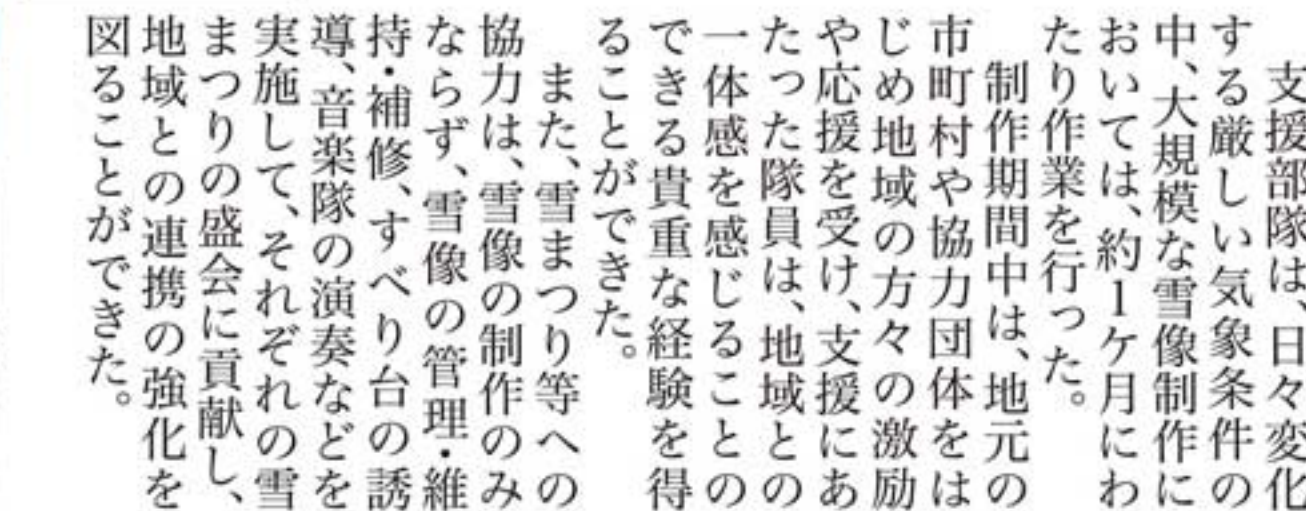 支援部隊は、日々変化
する厳しい気象条件の
中、大規模な雪像制作に
おいては、約1ケ月にわ
たり作業を行った。
制作期間中は、地元の
市町村や協力団体をは
じめ地域の方々の激励
や応援を受け、支援にあ
たった隊員は、地域との
一体感を感じることの
できる貴重な経験を得
ることができた。
また、雪まつり等への
協力は、雪像の制作のみ
ならず、雪像の管理・維
持・補修、すべり台の誘
導、音楽隊の演奏などを
実施して、それぞれの雪
まつりの盛会に貢献し、
地域との連携の強化を
図ることができた。